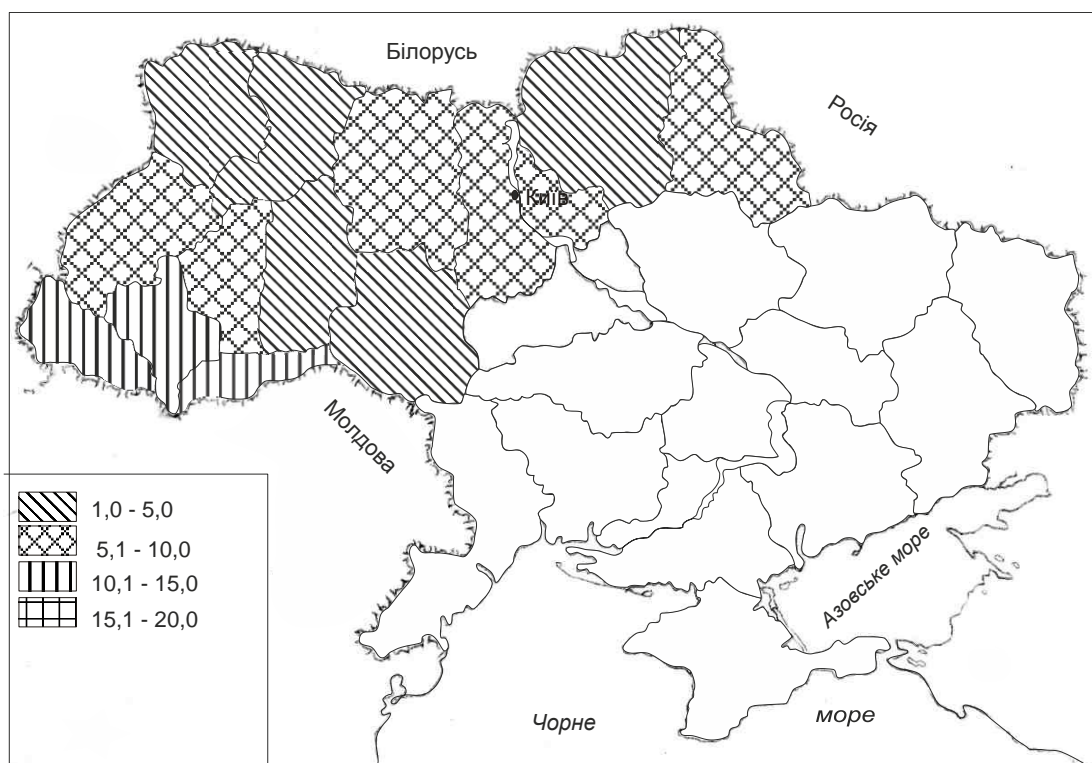 Білорусь
Росія
Київ
Молдова
1,0 - 5,0
5,1 - 10,0
10,1 - 15,0
15,1 - 20,0
Азовське море
Чорне море